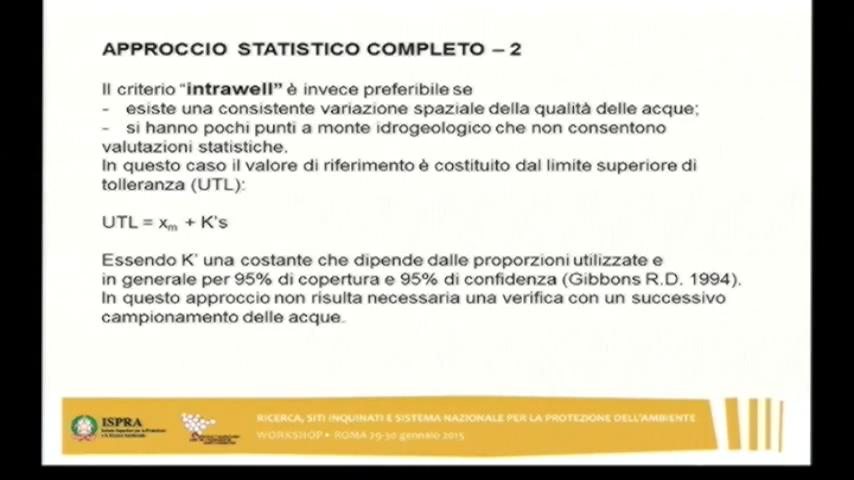 APPROCCIO STATISTICO COMPLETO – 2
Il criterio “intrawell” è invece preferibile se
- esiste una consistente variazione spaziale della qualità delle acque;
- si hanno pochi punti a monte idrogeologico che non consentono
valutazioni statistiche.
In questo caso il valore di riferimento è costituito dal limite superiore di
tolleranza (UTL):
UTL = xm + K’s
Essendo K’ una costante che dipende dalle proporzioni utilizzate e
in generale per 95% di copertura e 95% di confidenza (Gibbons R.D. 1994).
In questo approccio non risulta necessaria una verifica con un successivo
campionamento delle acque.
ISPRA
RICERCA, SITI INQUINATI E SISTEMA NAZIONALE PER LA PROTEZIONE DELL'AMBIENTE
WORKSHOP • ROMA 29-30 gennaio 2015